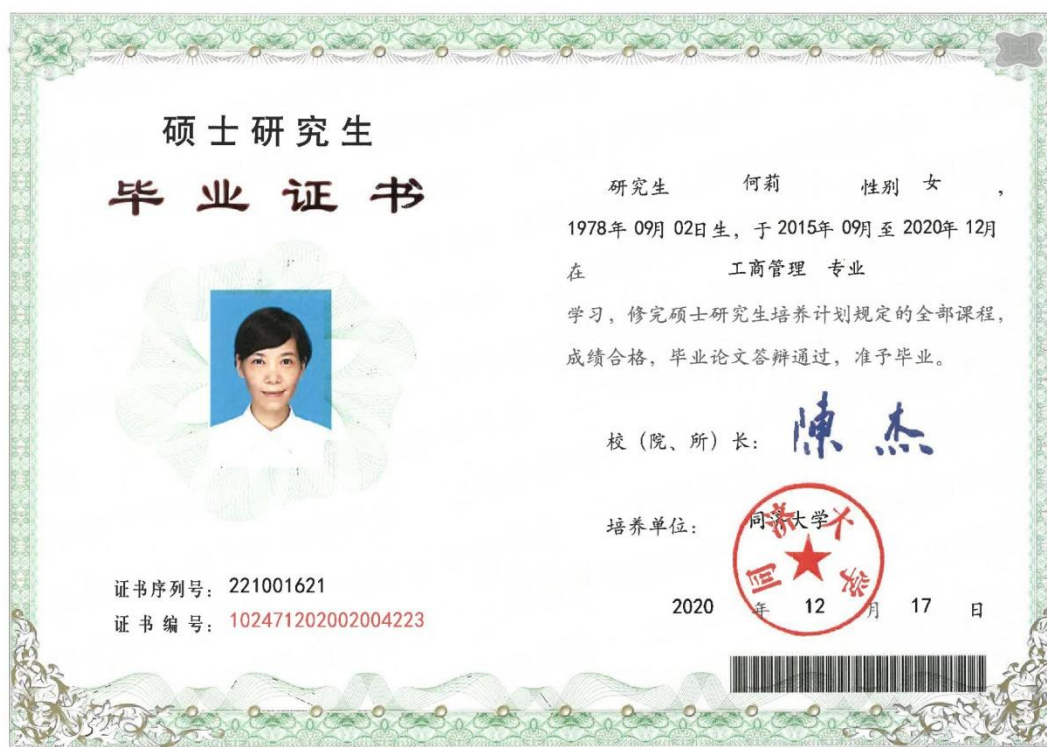 硕士研究生
毕业证书
证书序列号: 221001621
证书编号: 102471202002004223
研究生 何莉 性别 女 ,
1978年 09月 02日生, 于 2015年 09月 至 2020年 12月
在 工商管理 专业
学习, 修完硕士研究生培养计划规定的全部课程,
成绩合格, 毕业论文答辩通过, 准予毕业。
校（院、所）长: 陳杰
培养单位: 同济大学
同济大学
2020 年 12 月 17 日